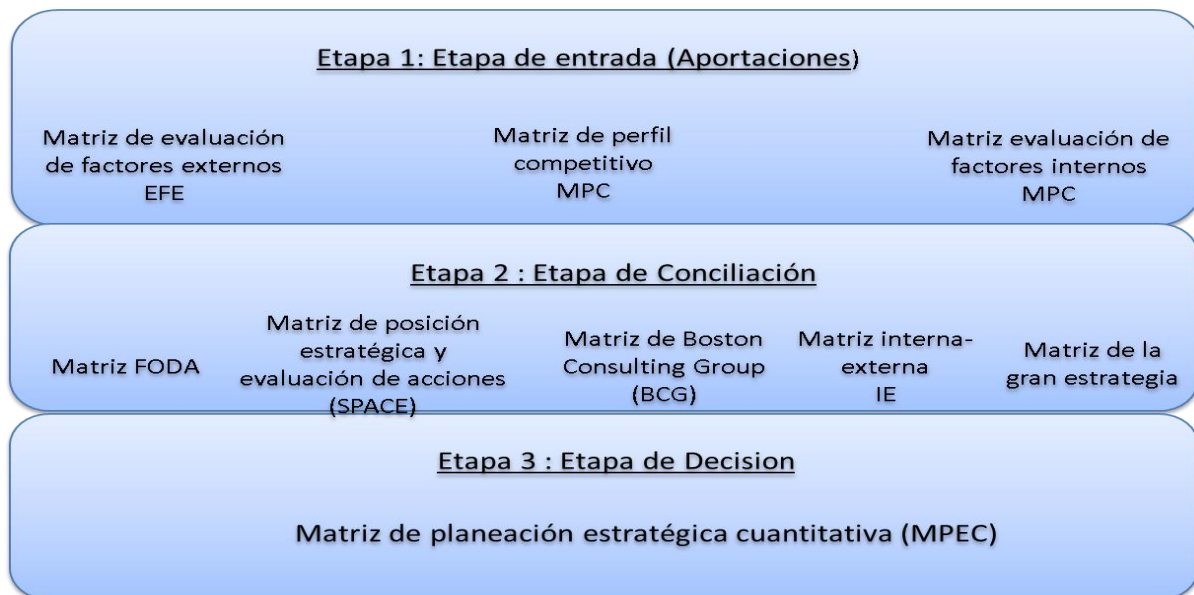 Etapa 1: Etapa de entrada (Aportaciones)
Matriz de evaluación
de factores externos
EFE
Matriz de perfil
competitivo
MPC
Matriz evaluación de
factores internos
MPC
Etapa 2 : Etapa de Conciliación
Matriz FODA
Matriz de posición
estratégica y
evaluación de acciones
(SPACE)
Matriz de Boston
Consulting Group
(BCG)
Matriz interna-
externa
IE
Matriz de la
gran estrategia
Etapa 3 : Etapa de Decision
Matriz de planeación estratégica cuantitativa (MPEC)